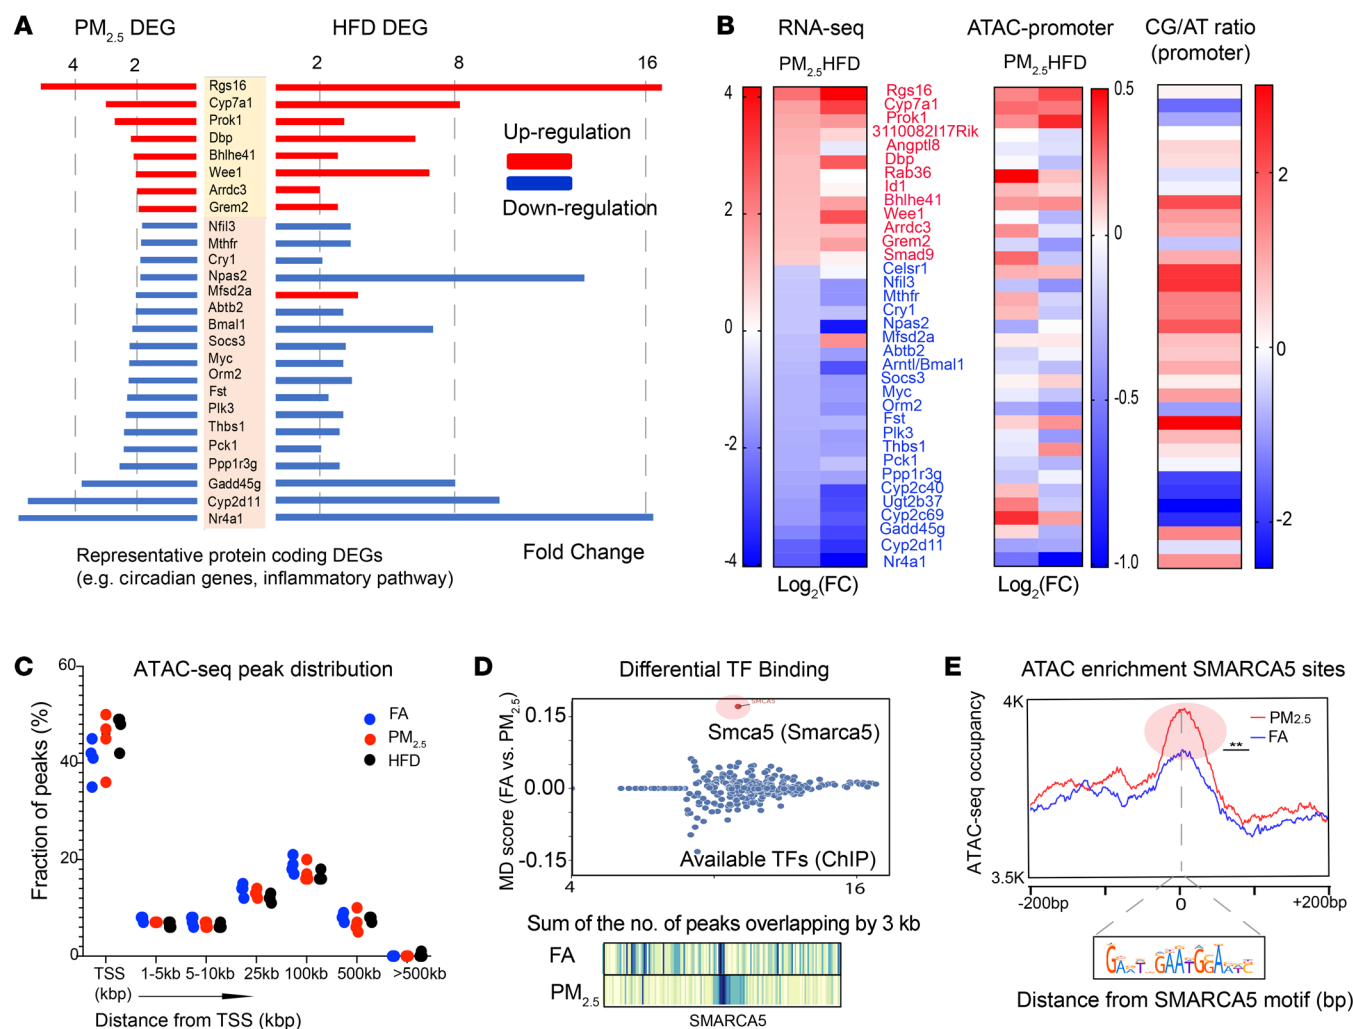 A
PM2.5 DEG
HFD DEG
4
2
2
8
16
Rgs16
Cyp7a1
Prok1
Dbp
Bhlhe41
Wee1
Arrdc3
Grem2
Nfil3
Mthfr
Cry1
Npas2
Mfsd2a
Abtb2
Bmal1
Socs3
Myc
Orm2
Fst
Plk3
Thbs1
Pck1
Ppp1r3g
Gadd45g
Cyp2d11
Nr4a1
Up-regulation
Down-regulation
Representative protein coding DEGs
(e.g. circadian genes, inflammatory pathway)
Fold Change
B
RNA-seq
ATAC-promoter
CG/AT ratio
(promoter)
PM2.5 HFD
PM2.5 HFD
4
2
0
-2
-4
Rgs16
Cyp7a1
Prok1
3110082I17Rik
Angptl8
Dbp
Rab36
Id1
Bhlhe41
Wee1
Arrdc3
Grem2
Smad9
Celsr1
Nfil3
Mthfr
Cry1
Npas2
Mfsd2a
Abtb2
Arntl/Bmal1
Socs3
Myc
Orm2
Fst
Plk3
Thbs1
Pck1
Ppp1r3g
Cyp2c40
Ugt2b37
Cyp2c69
Gadd45g
Cyp2d11
Nr4a1
0.5
0
-0.5
-1.0
2
0
-2
Log2(FC)
Log2(FC)
C
ATAC-seq peak distribution
Fraction of peaks (%)
60
40
20
0
FA
PM2.5
HFD
TSS
(kbp)
1-5kb
5-10kb
25kb
100kb
500kb
>500kb
Distance from TSS (kbp)
D
Differential TF Binding
MD score (FA vs. PM2.5)
0.15
0.00
-0.15
SMCA5
Smca5 (Smarca5)
Available TFs (ChIP)
4
16
Sum of the no. of peaks overlapping by 3 kb
FA
PM2.5
SMARCA5
E
ATAC enrichment SMARCA5 sites
ATAC-seq occupancy
4K
3.5K
PM2.5
FA
**
-200bp
0
+200bp
Distance from SMARCA5 motif (bp)